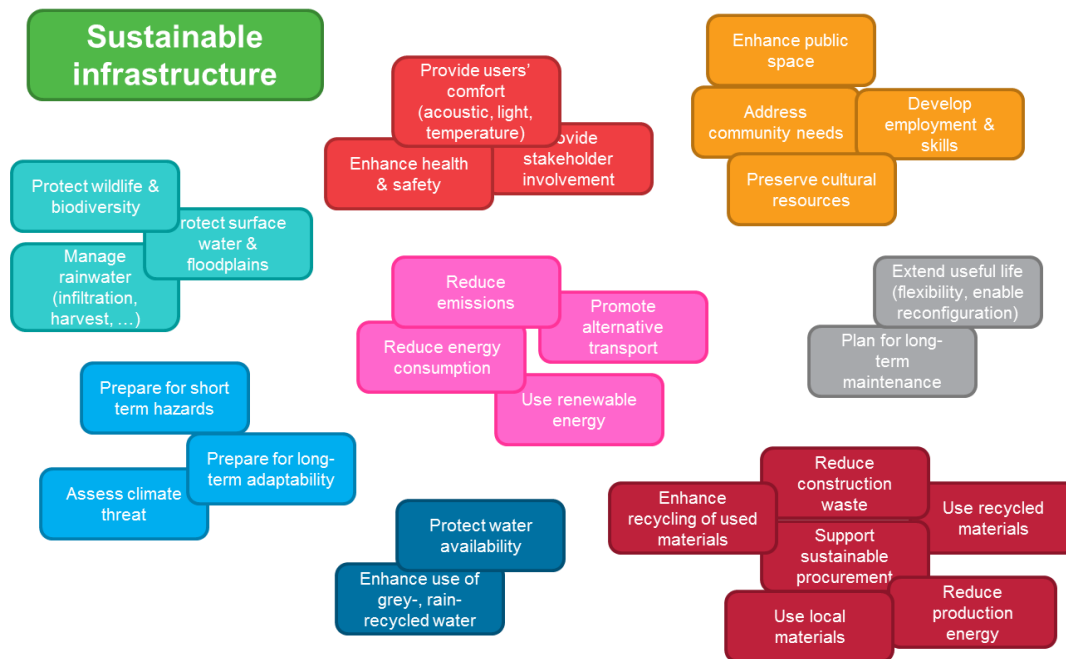 Sustainable
infrastructure
Provide users’
comfort
(acoustic, light,
temperature)
Enhance health
& safety
Provide
stakeholder
involvement
Enhance public
space
Address
community needs
Develop
employment &
skills
Preserve cultural
resources
Protect wildlife &
biodiversity
Protect surface
water &
floodplains
Manage
rainwater
(infiltration,
harvest, …)
Reduce
emissions
Promote
alternative
transport
Reduce energy
consumption
Use renewable
energy
Extend useful life
(flexibility, enable
reconfiguration)
Plan for long-
term
maintenance
Prepare for short
term hazards
Prepare for long-
term adaptability
Assess climate
threat
Protect water
availability
Enhance use of
grey-, rain-
recycled water
Reduce
construction
waste
Enhance
recycling of used
materials
Use recycled
materials
Support
sustainable
procurement
Use local
materials
Reduce
production
energy